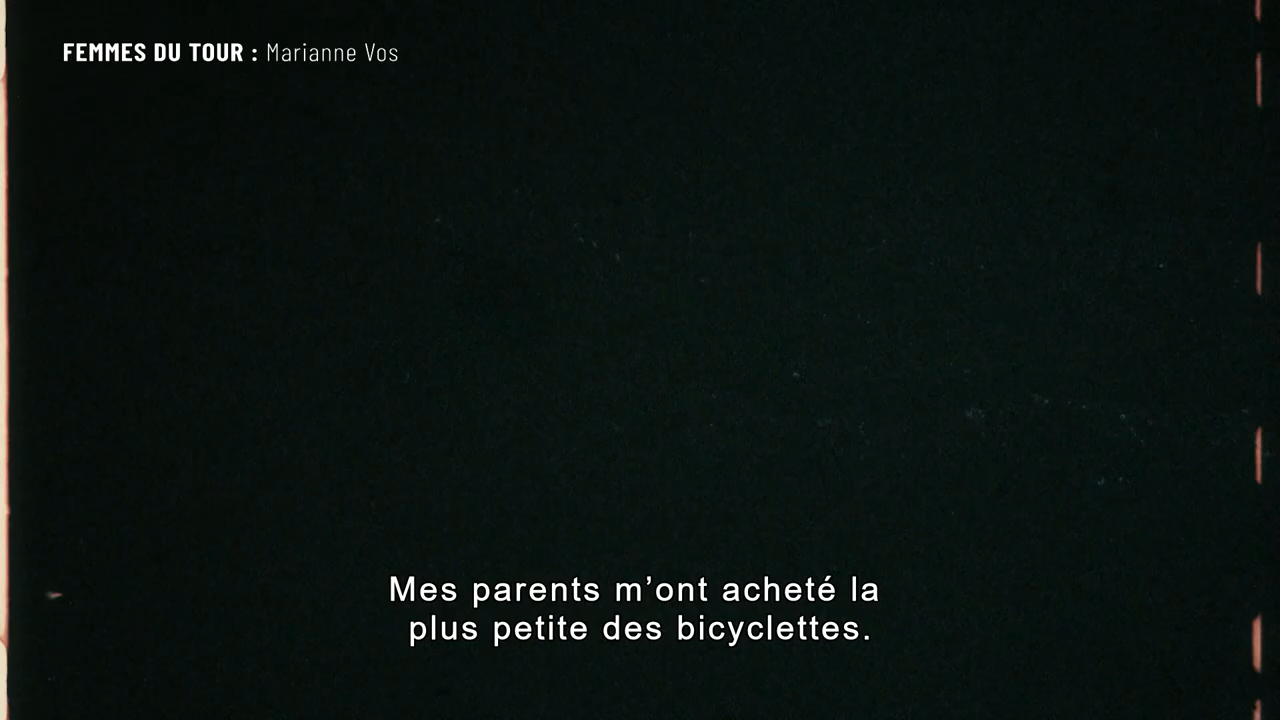 FEMMES DU TOUR : Marianne Vos
Mes parents m’ont acheté la
plus petite des bicyclettes.